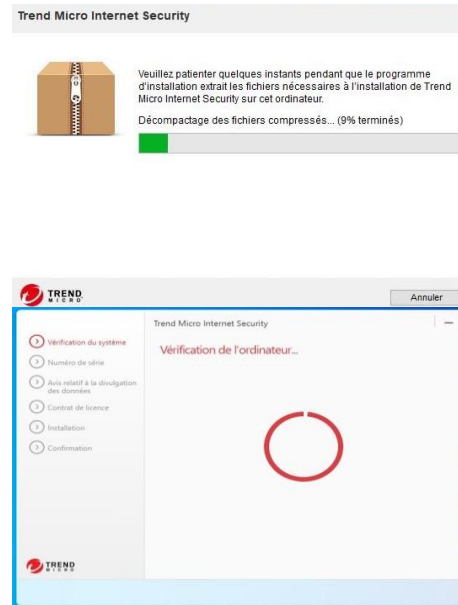 Trend Micro Internet Security
Veuillez patienter quelques instants pendant que le programme
d'installation extrait les fichiers nécessaires à l'installation de Trend
Micro Internet Security sur cet ordinateur.
Décompactage des fichiers compressés... (9% terminés)
TREND
MICRO
Annuler
Trend Micro Internet Security
Vérification du système
Vérification de l'ordinateur...
Numéro de série
Avis relatif à la divulgation
des données
Contrat de licence
Installation
Confirmation
TREND
MICRO